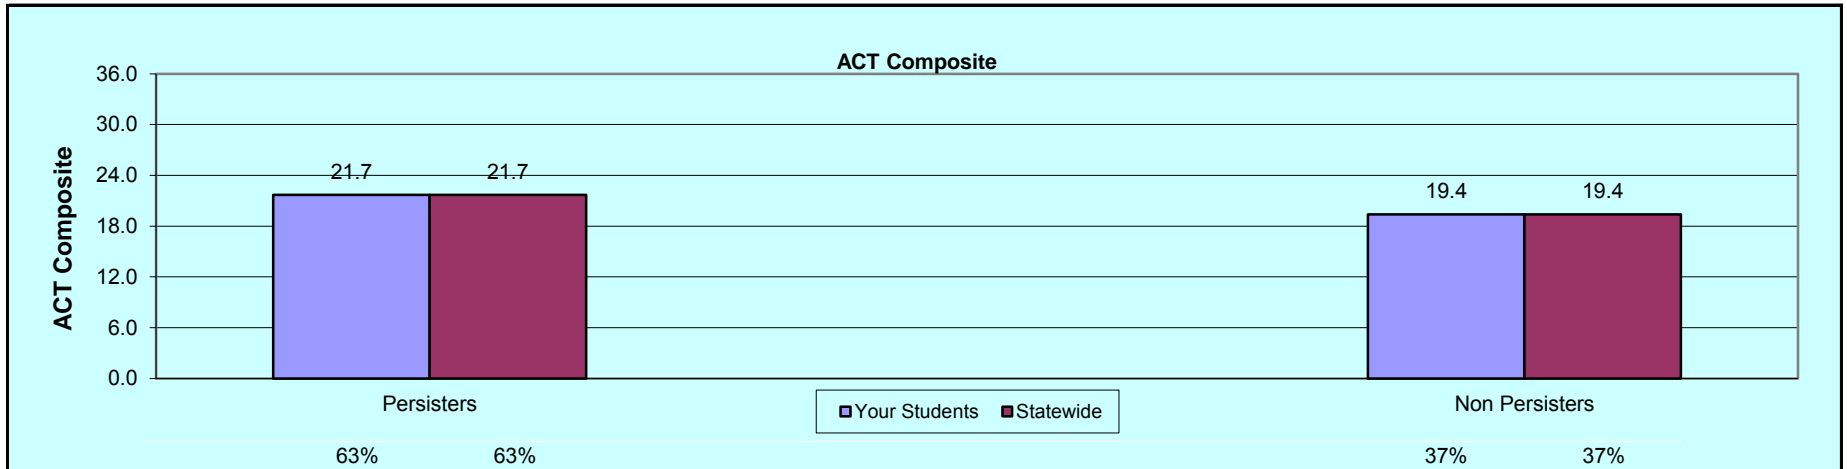 ACT Composite
36.0
30.0
24.0
18.0
12.0
6.0
0.0
ACT Composite
21.7 21.7
19.4 19.4
Persisters
Non Persisters
Your Students Statewide
63% 63% 37% 37%